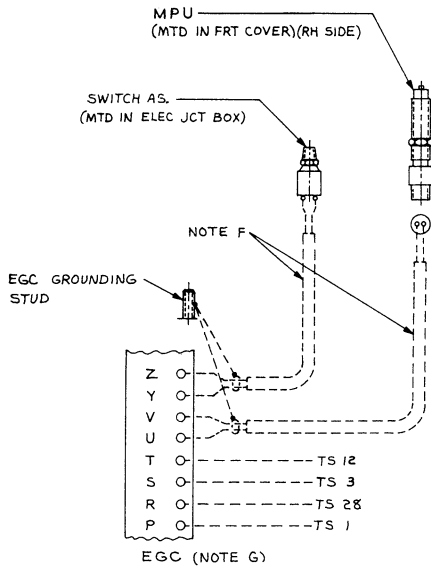 MPU
(MTD IN FRT COVER)(RH SIDE)
SWITCH AS.
(MTD IN ELEC JCT BOX)
NOTE F
EGC GROUNDING
STUD
Z
Y
V
U
T TS 12
S TS 3
R TS 28
P TS 1
EGC (NOTE G)